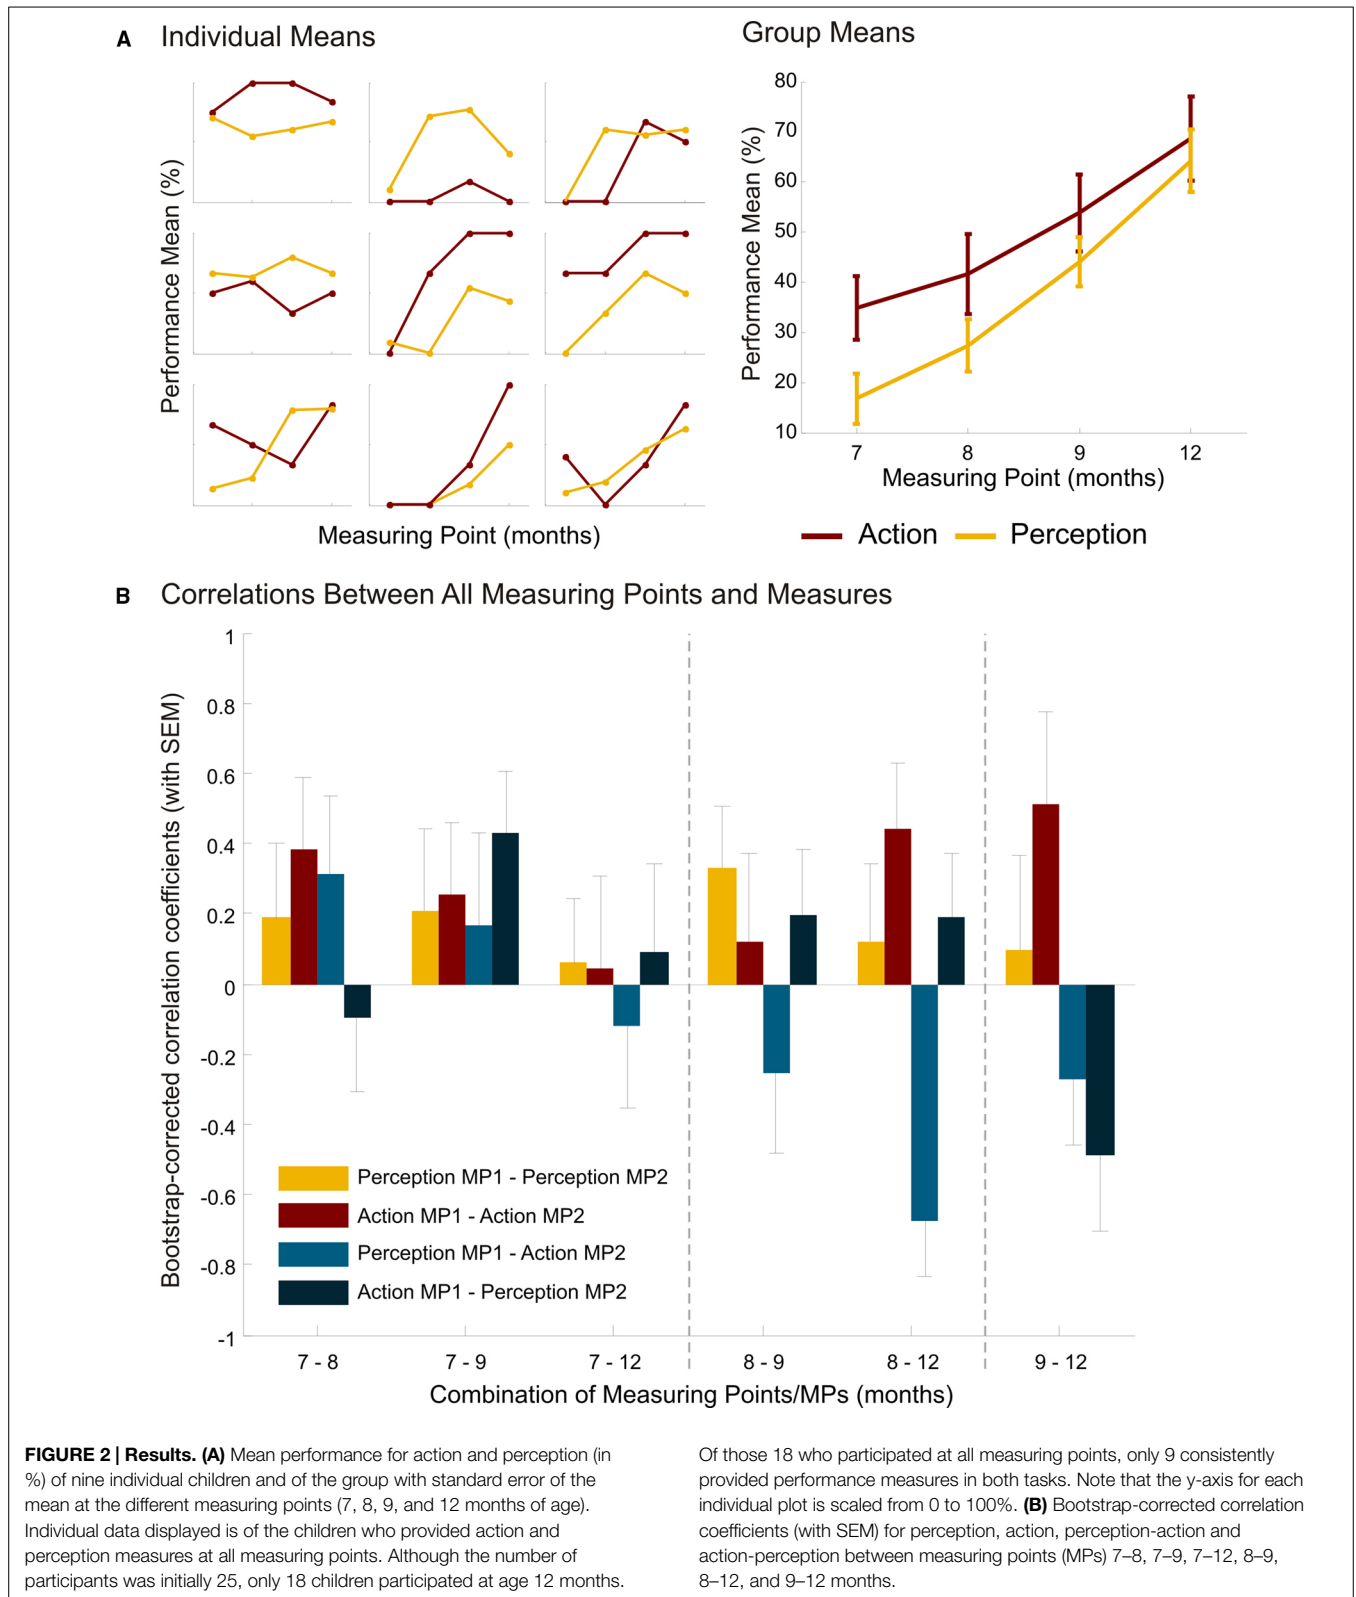 A Individual Means
Group Means
Performance Mean (%)
Measuring Point (months)
Performance Mean (%)
80
70
60
50
40
30
20
10
7 8 9 12
Measuring Point (months)
Action Perception
B Correlations Between All Measuring Points and Measures
Bootstrap-corrected correlation coefficients (with SEM)
1
0.8
0.6
0.4
0.2
0
-0.2
-0.4
-0.6
-0.8
-1
Perception MP1 - Perception MP2
Action MP1 - Action MP2
Perception MP1 - Action MP2
Action MP1 - Perception MP2
7 - 8 7 - 9 7 - 12 8 - 9 8 - 12 9 - 12
Combination of Measuring Points/MPs (months)
FIGURE 2 | Results. (A) Mean performance for action and perception (in
%) of nine individual children and of the group with standard error of the
mean at the different measuring points (7, 8, 9, and 12 months of age).
Individual data displayed is of the children who provided action and
perception measures at all measuring points. Although the number of
participants was initially 25, only 18 children participated at age 12 months.
Of those 18 who participated at all measuring points, only 9 consistently
provided performance measures in both tasks. Note that the y-axis for each
individual plot is scaled from 0 to 100%. (B) Bootstrap-corrected correlation
coefficients (with SEM) for perception, action, perception-action and
action-perception between measuring points (MPs) 7–8, 7–9, 7–12, 8–9,
8–12, and 9–12 months.